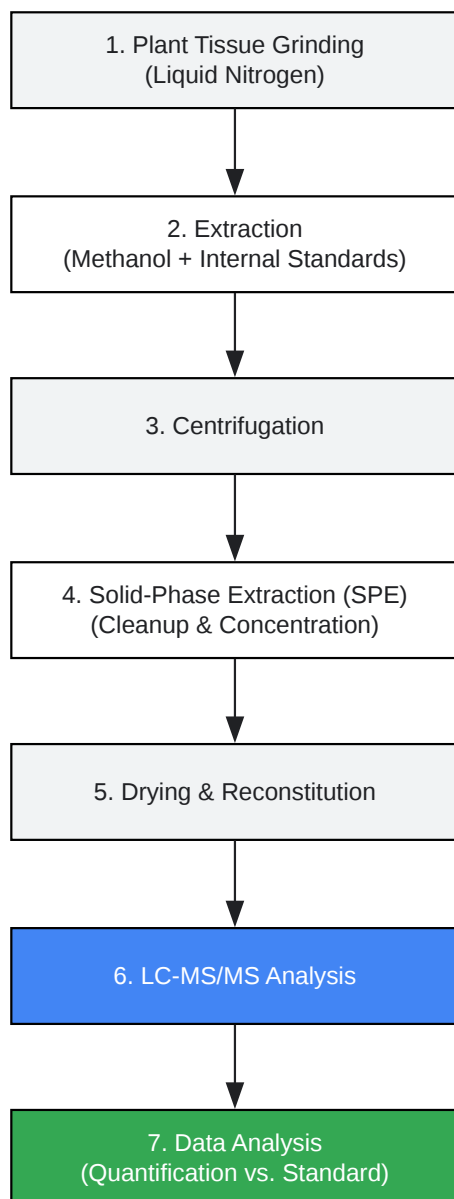 1. Plant Tissue Grinding
(Liquid Nitrogen)
2. Extraction
(Methanol + Internal Standards)
3. Centrifugation
4. Solid-Phase Extraction (SPE)
(Cleanup & Concentration)
5. Drying & Reconstitution
6. LC-MS/MS Analysis
7. Data Analysis
(Quantification vs. Standard)